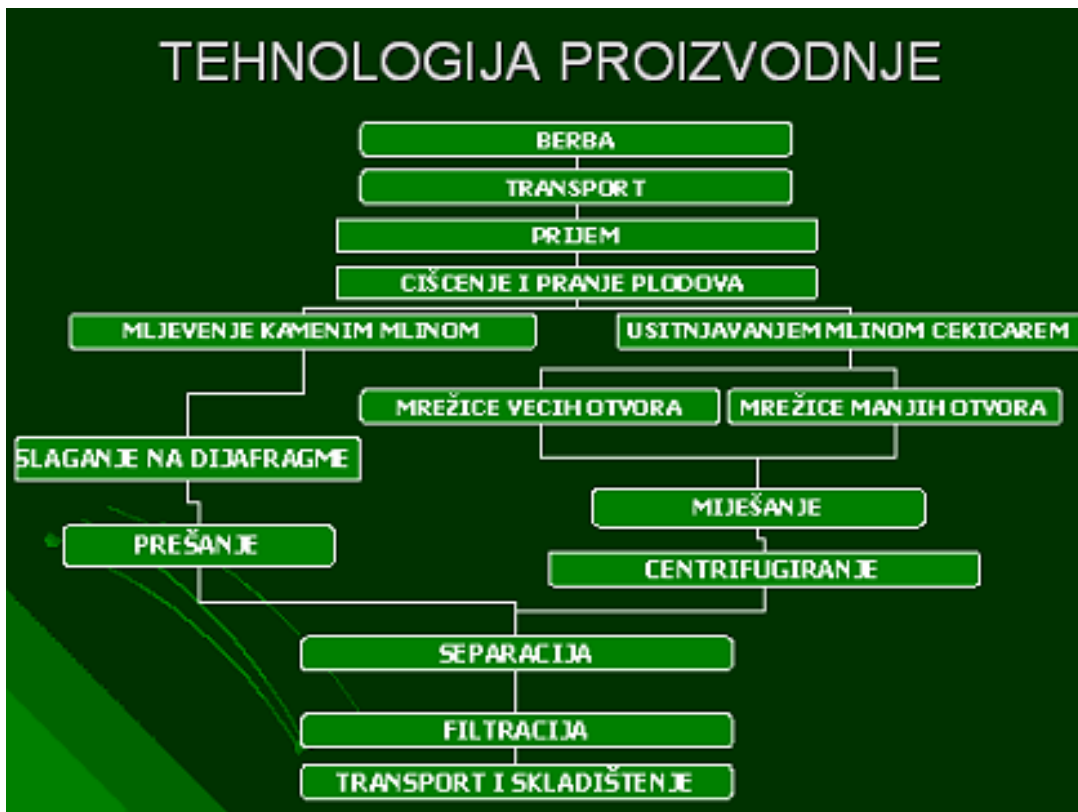 TEHNOLOGIJA PROIZVODNJE
BERBA
TRANSPORT
PRIJEM
CIŠCENJE I PRANJE PLODOVA
MLJEVENJE KAMENIM MLINOM
USITNJAVANJEM MLINOM CEKICAREM
MREŽICE VECIH OTVORA
MREŽICE MANJIH OTVORA
SLAGANJE NA DIJAFRAGME
MIJEŠANJE
PREŠANJE
CENTRIFUGIRANJE
SEPARACIJA
FILTRACIJA
TRANSPORT I SKLADIŠTENJE